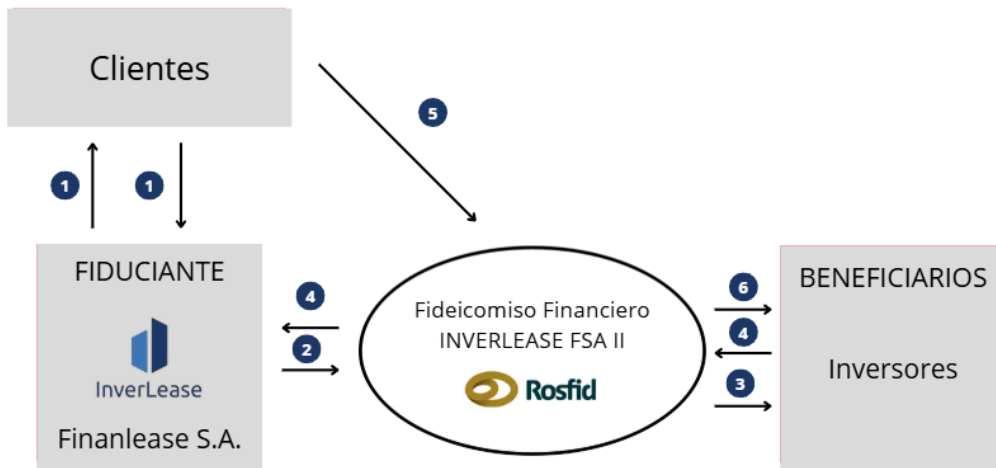 Clientes
5
1
1
FIDUCIANTE
InverLease
Finanlease S.A.
4
2
Fideicomiso Financiero
INVERLEASE FSA II
Rosfid
6
4
3
BENEFICIARIOS
Inversores